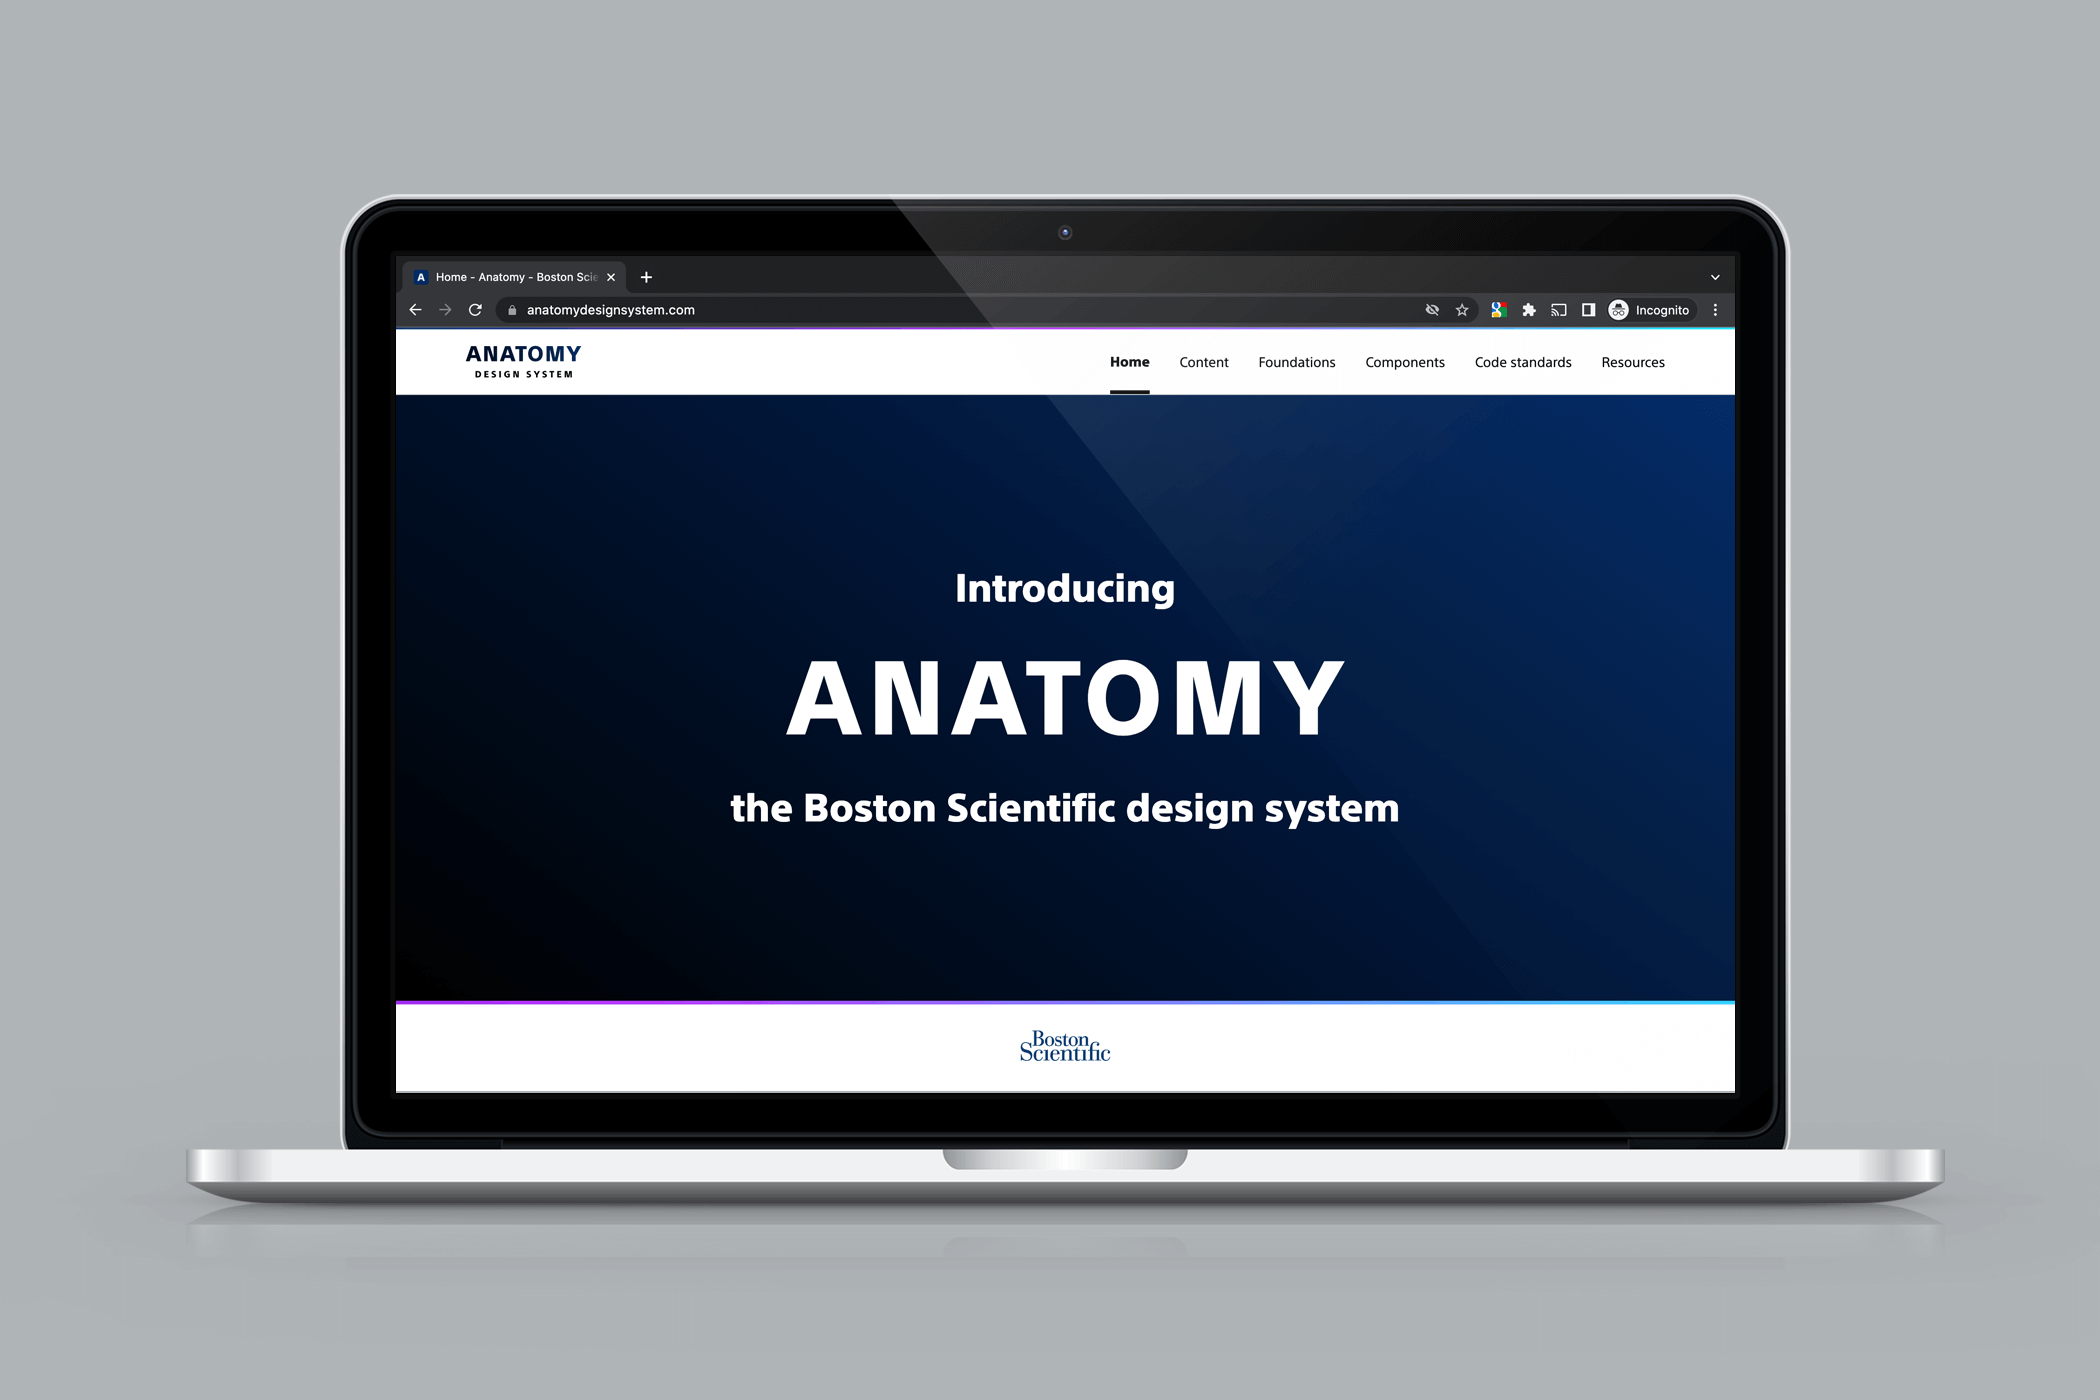 A Home - Anatomy - Boston Scie
anatomydesignsystem.com
Incognito
ANATOMY
DESIGN SYSTEM
Home Content Foundations Components Code standards Resources
Introducing
ANATOMY
the Boston Scientific design system
Boston
Scientific